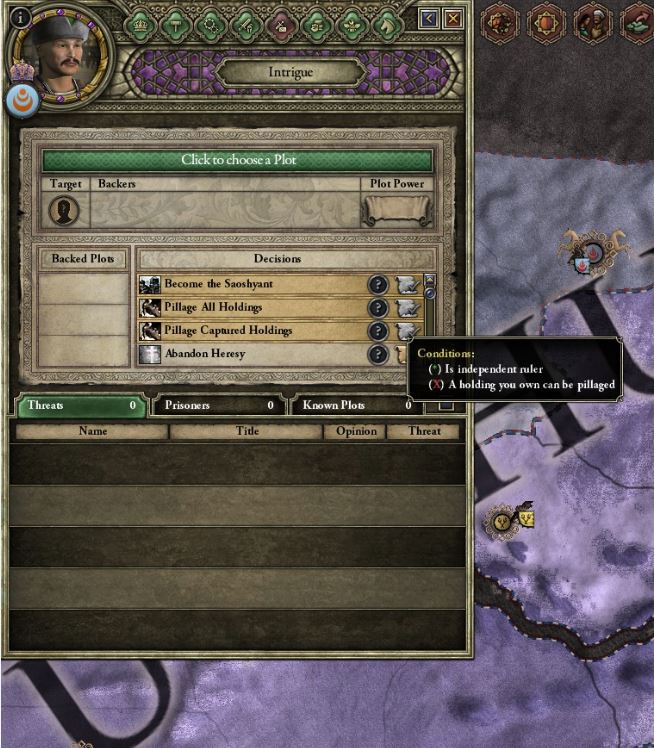 Intrigue
Click to choose a Plot
Target Backers Plot Power
Backed Plots Decisions
Become the Saoshyant
Pillage All Holdings
Pillage Captured Holdings
Abandon Heresy
Conditions:
(*) Is independent ruler
(X) A holding you own can be pillaged
Threats 0 Prisoners 0 Known Plots 0
Name Title Opinion Threat